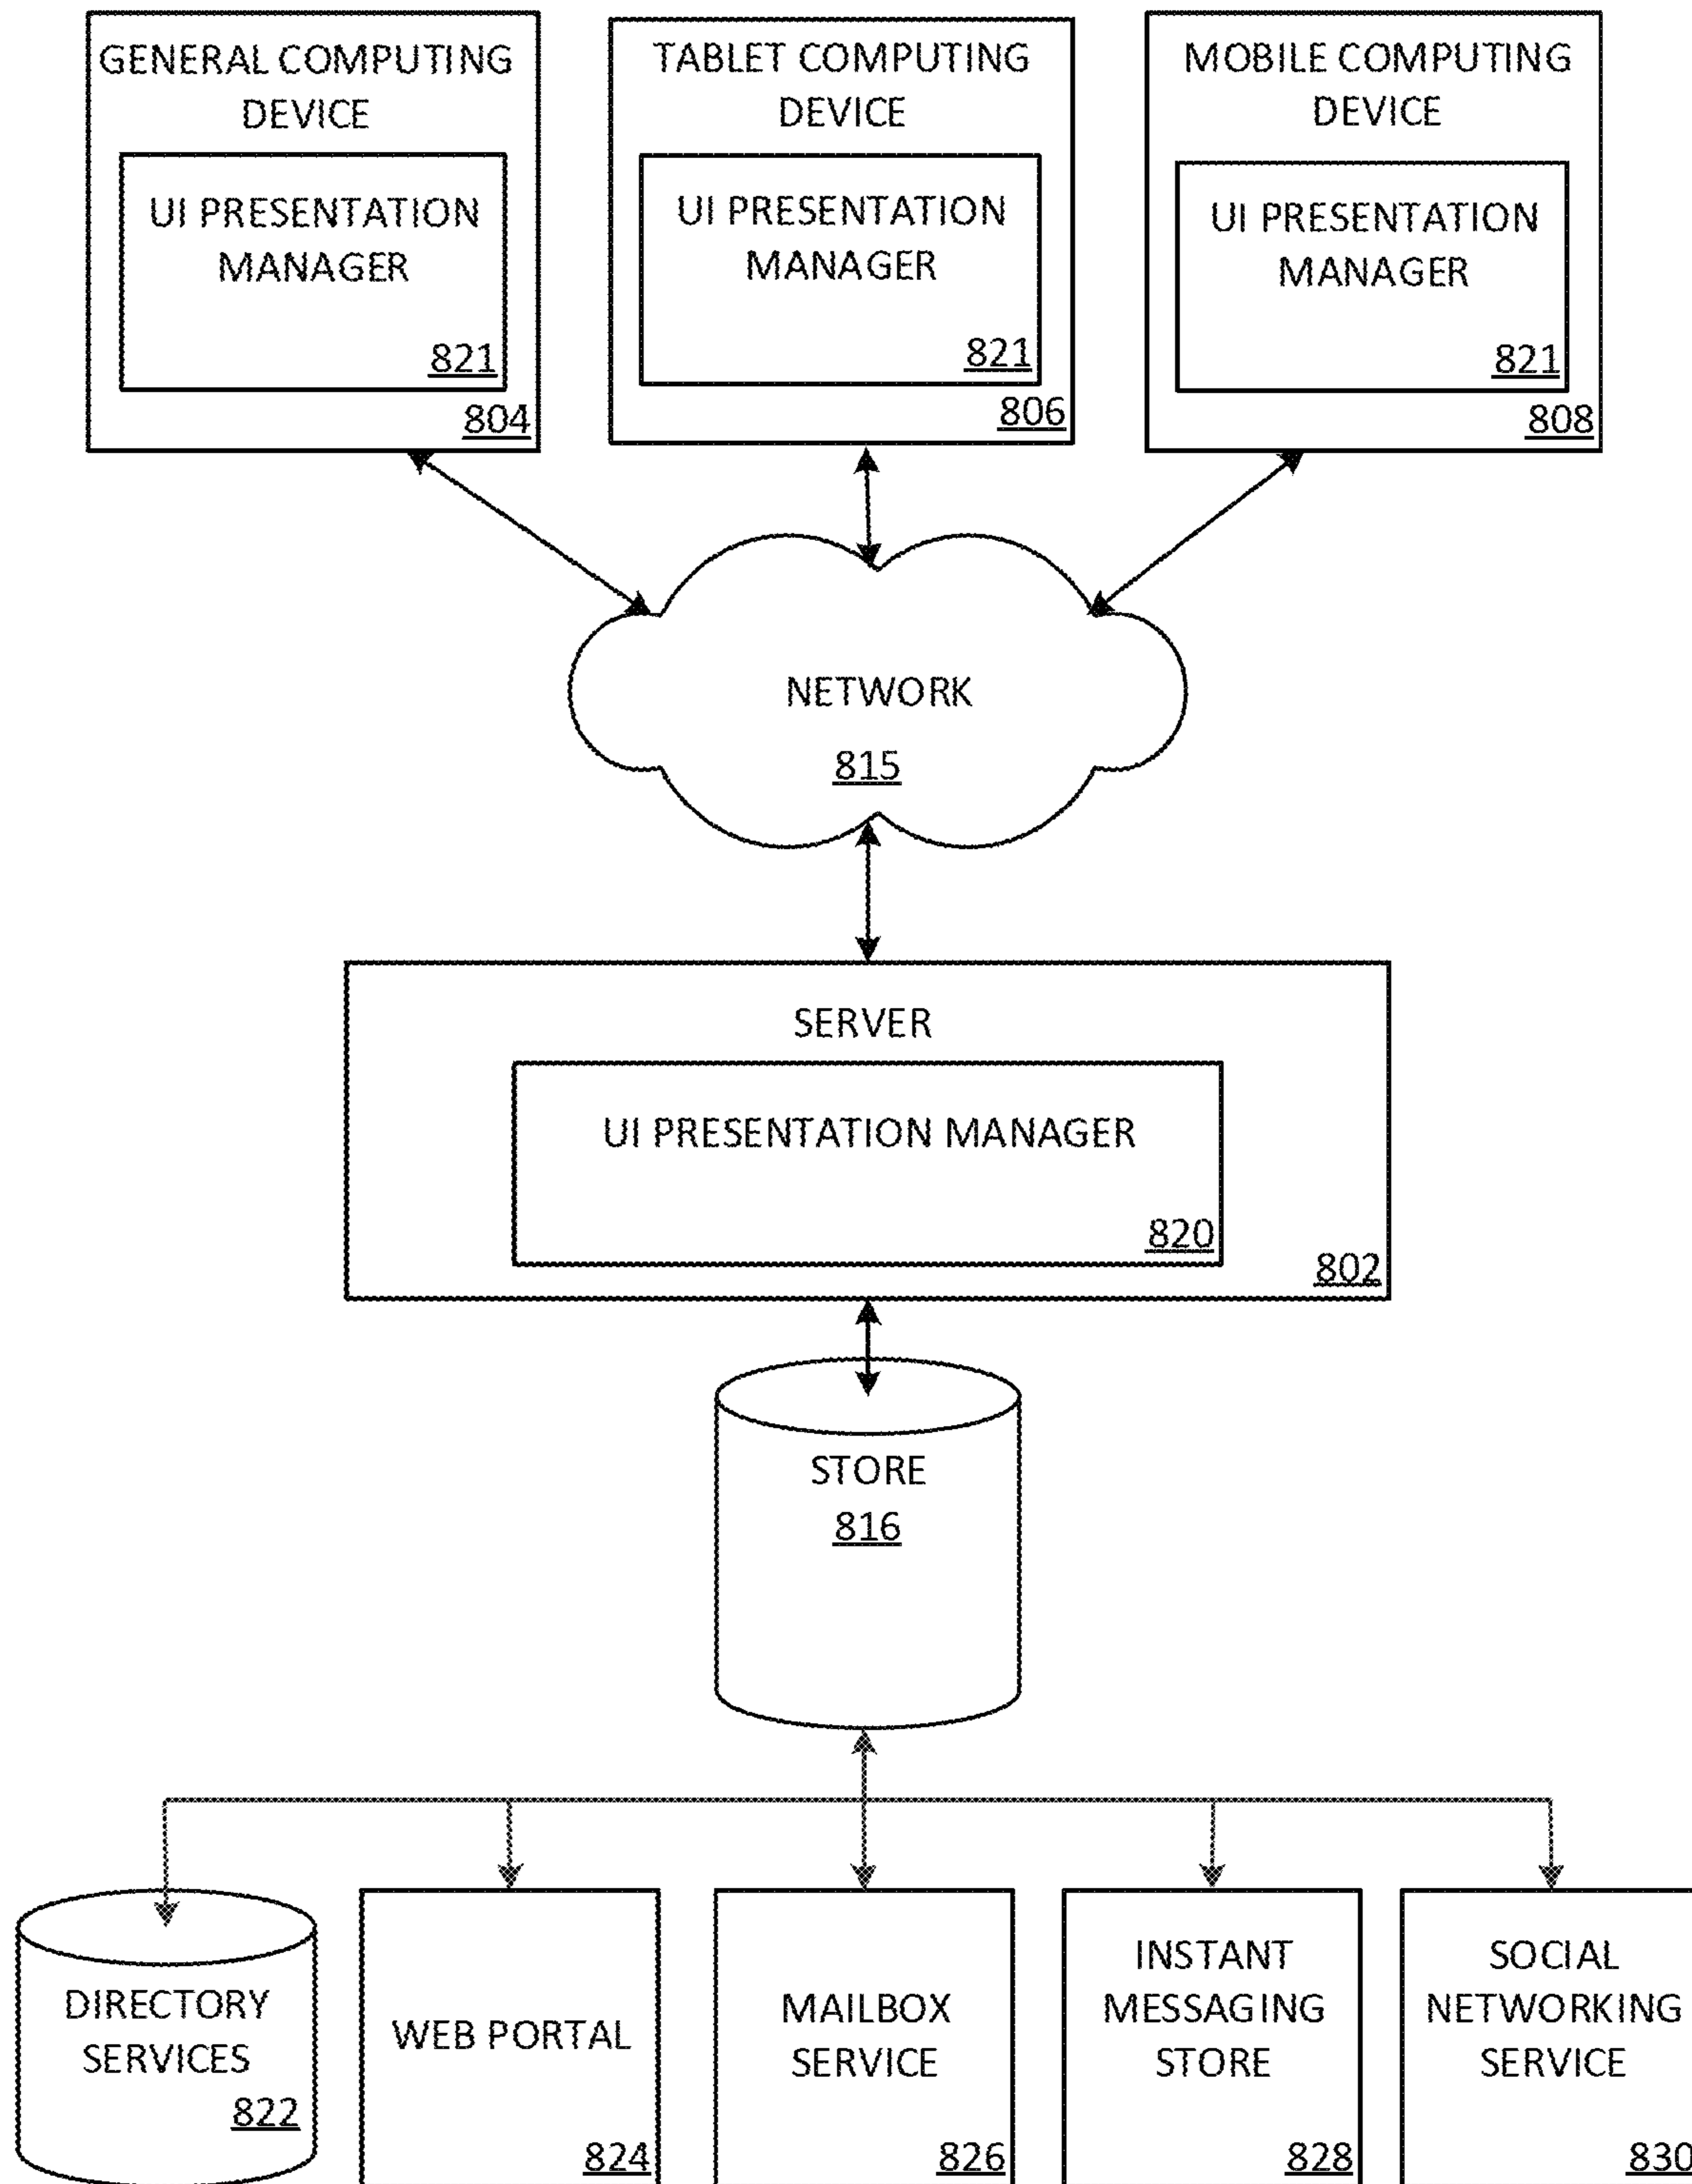 GENERAL COMPUTING
DEVICE
UI PRESENTATION
MANAGER
821
804
TABLET COMPUTING
DEVICE
UI PRESENTATION
MANAGER
821
806
MOBILE COMPUTING
DEVICE
UI PRESENTATION
MANAGER
821
808
NETWORK
815
SERVER
UI PRESENTATION MANAGER
820
802
STORE
816
DIRECTORY
SERVICES
822
WEB PORTAL
824
MAILBOX
SERVICE
826
INSTANT
MESSAGING
STORE
828
SOCIAL
NETWORKING
SERVICE
830